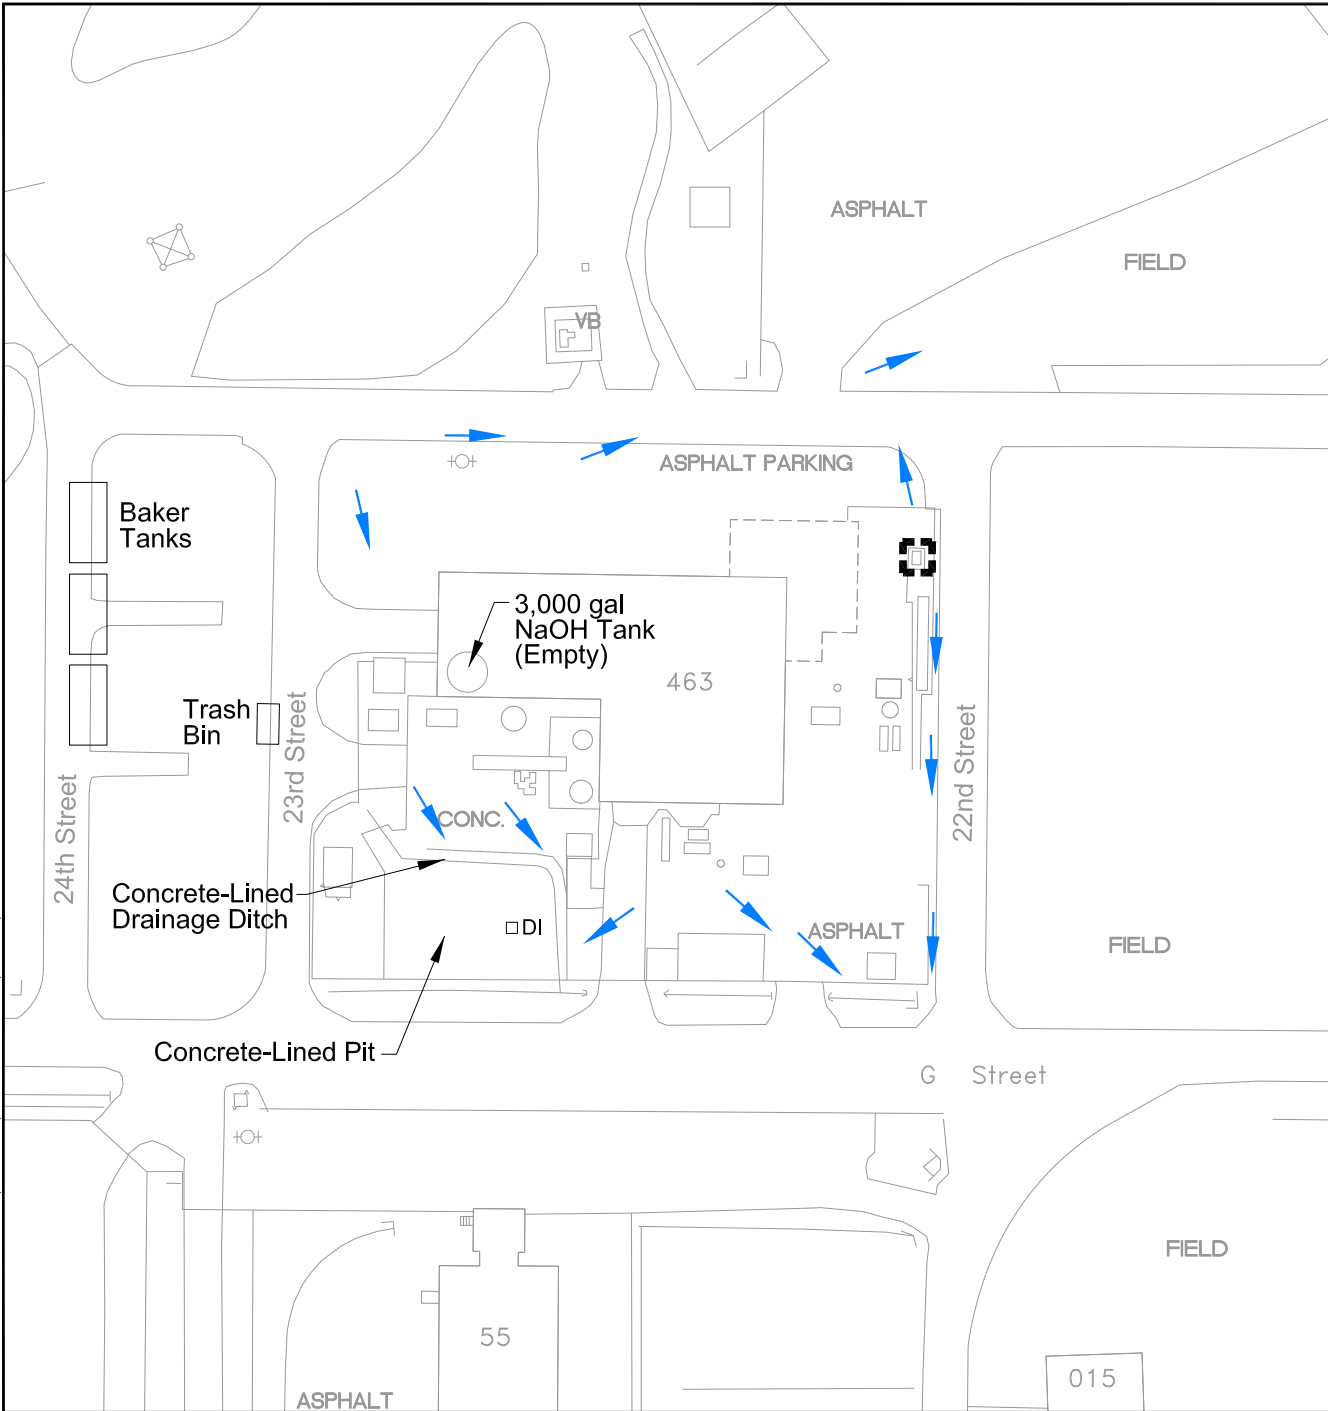 ASPHALT
FIELD
VB
ASPHALT PARKING
Baker
Tanks
3,000 gal
NaOH Tank
(Empty)
463
Trash
Bin
23rd Street
22nd Street
24th Street
CONC.
Concrete-Lined
Drainage Ditch
DI
ASPHALT
FIELD
Concrete-Lined Pit
G Street
FIELD
55
015
ASPHALT